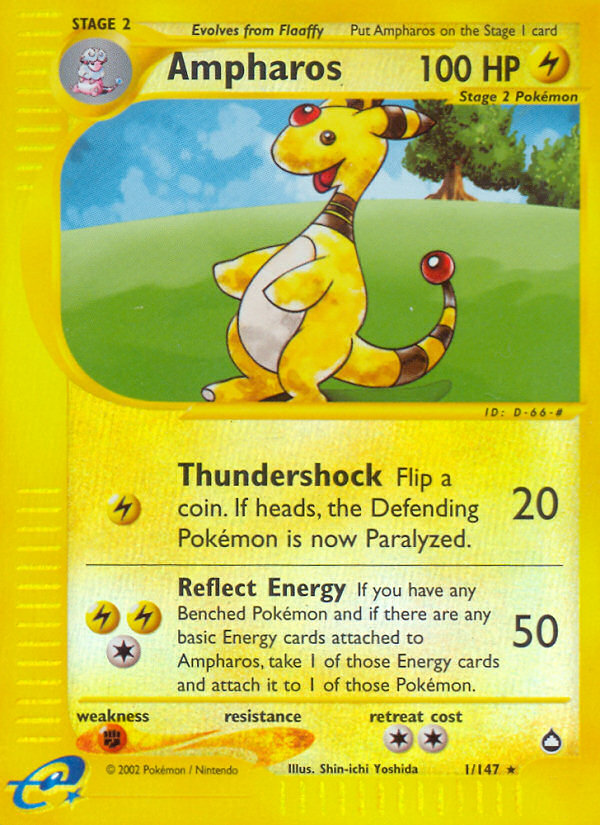 STAGE 2 Evolves from Flaaffy Put Ampharos on the Stage 1 card
Ampharos 100 HP
Stage 2 Pokémon
ID: D-66-#
Thundershock Flip a
coin. If heads, the Defending
Pokémon is now Paralyzed.
20
Reflect Energy If you have any
Benched Pokémon and if there are any
basic Energy cards attached to
Ampharos, take 1 of those Energy cards
and attach it to 1 of those Pokémon.
50
weakness resistance retreat cost
© 2002 Pokémon / Nintendo Illus. Shin-ichi Yoshida 1/147
e